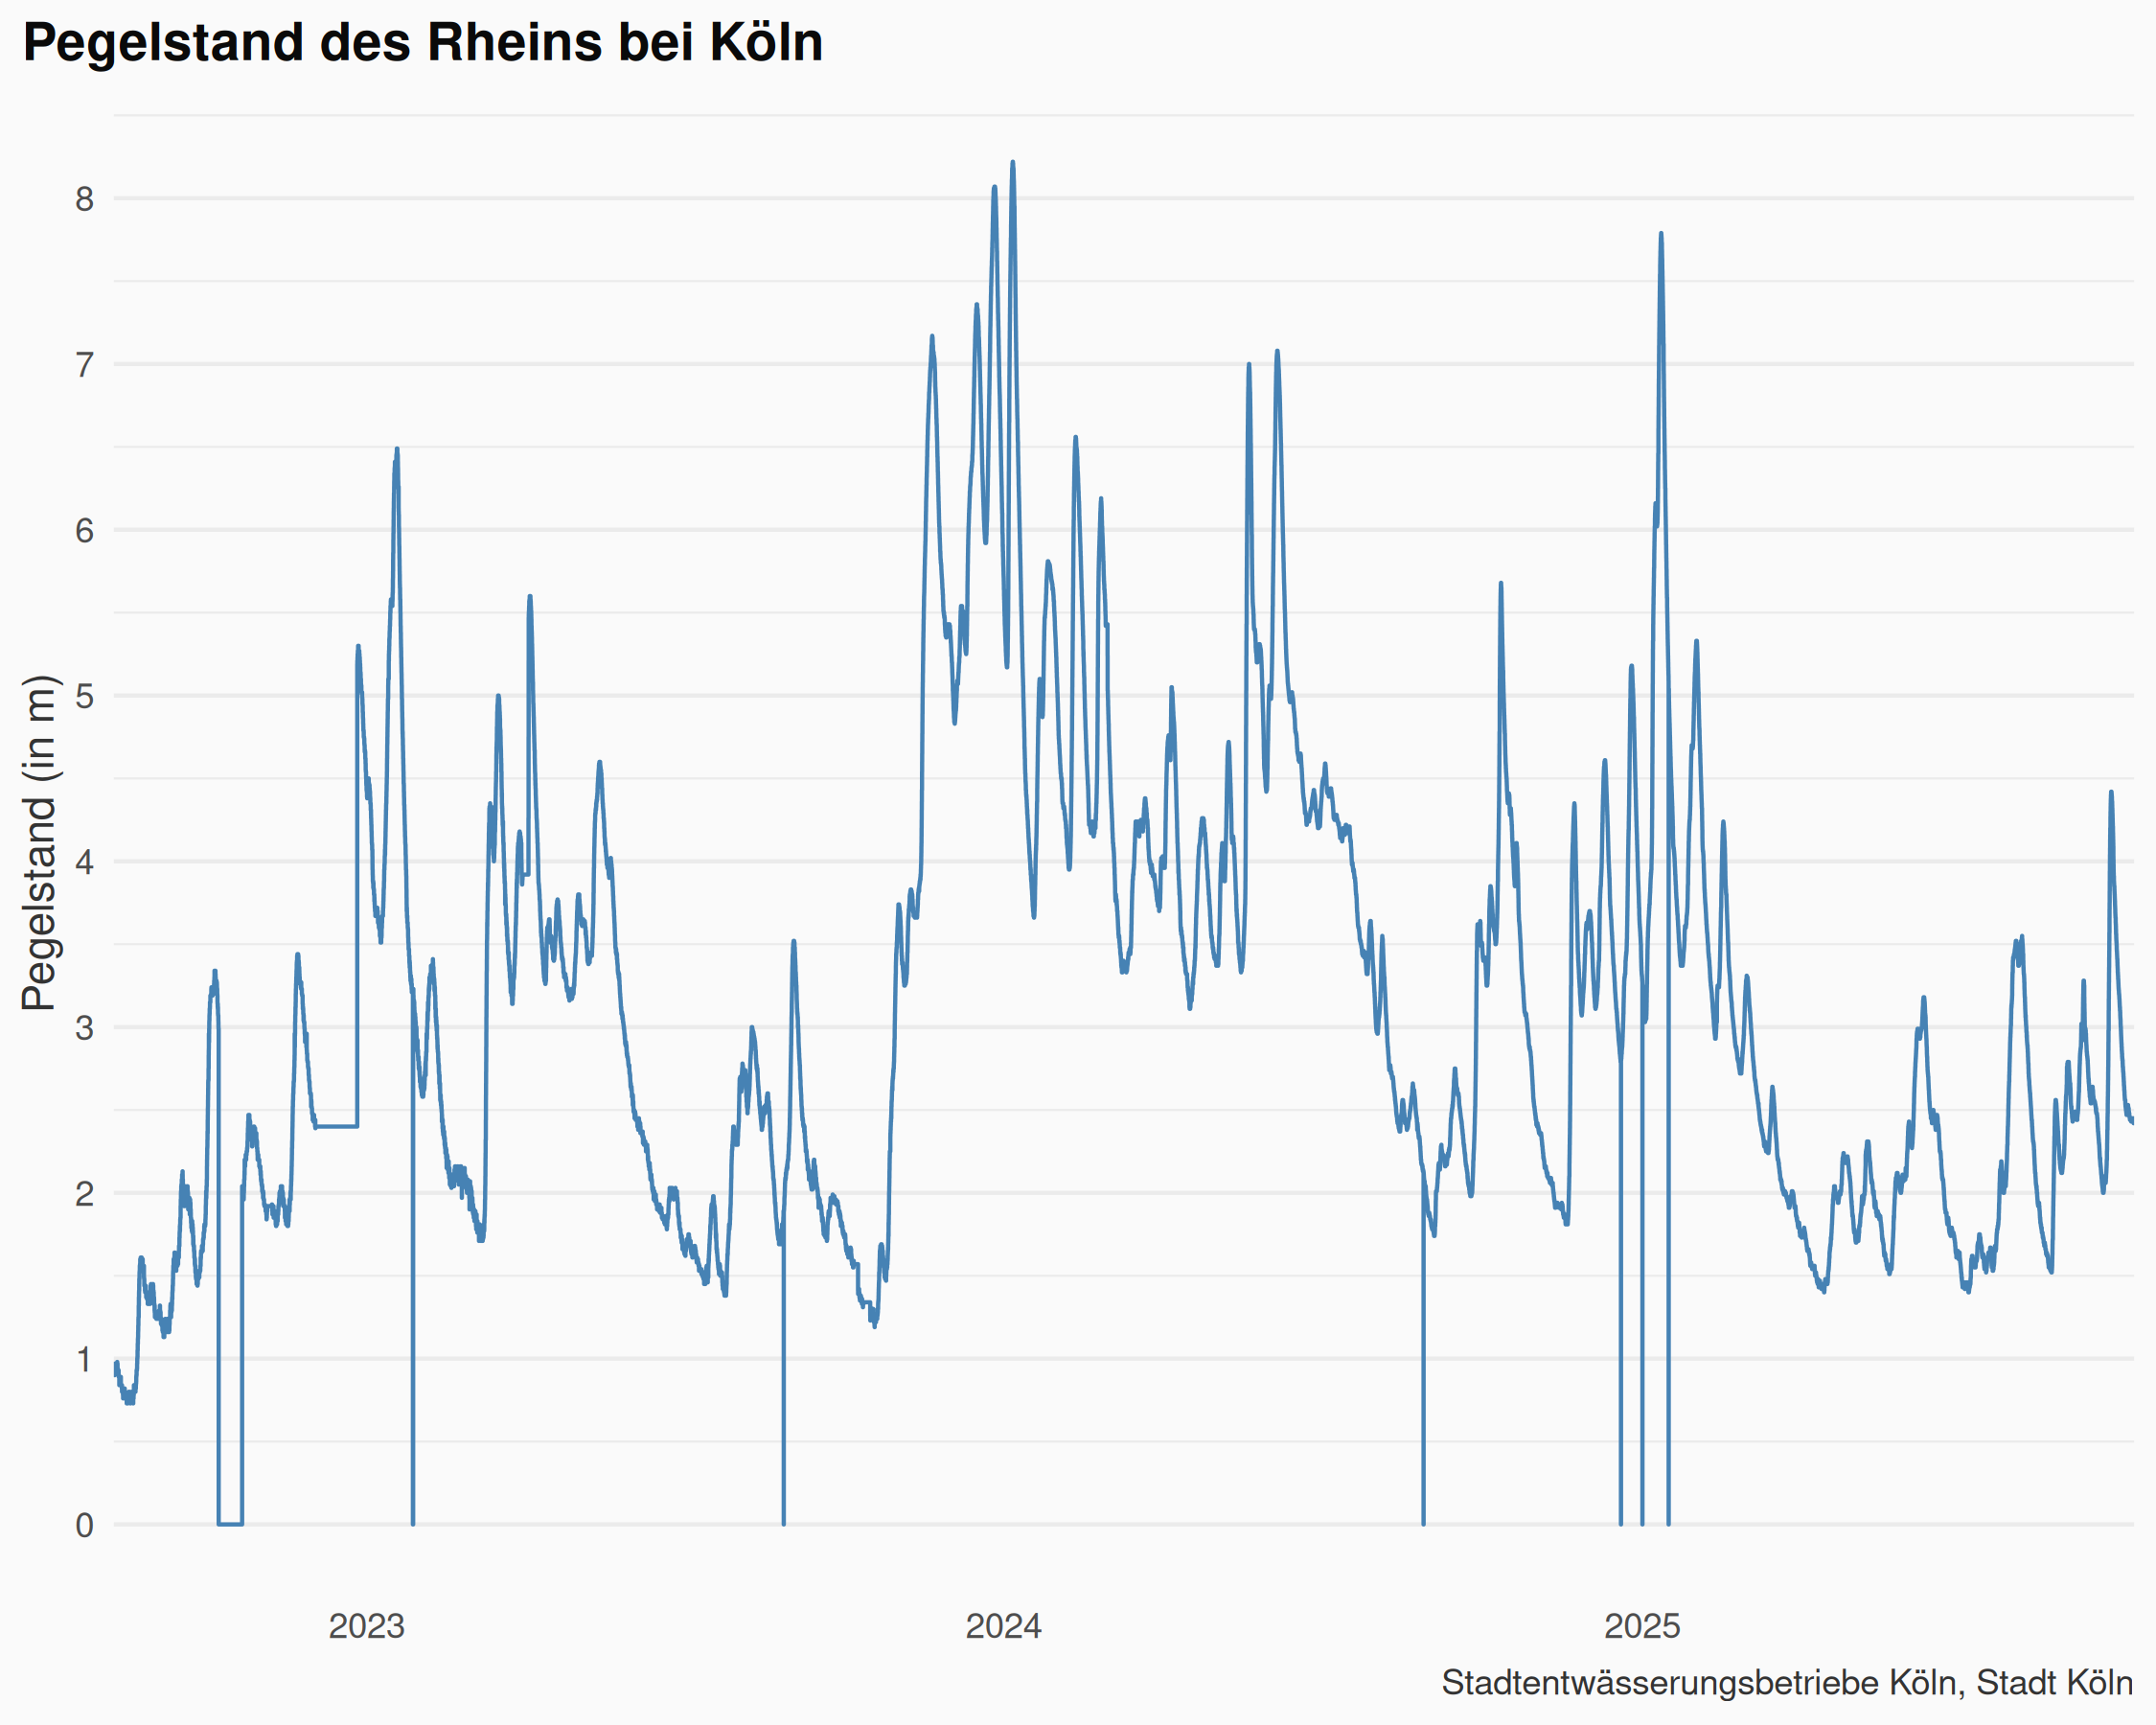 Pegelstand des Rheins bei Köln
Pegelstand (in m)
8
7
6
5
4
3
2
1
0
2023 2024 2025
Stadtentwässerungsbetriebe Köln, Stadt Köln